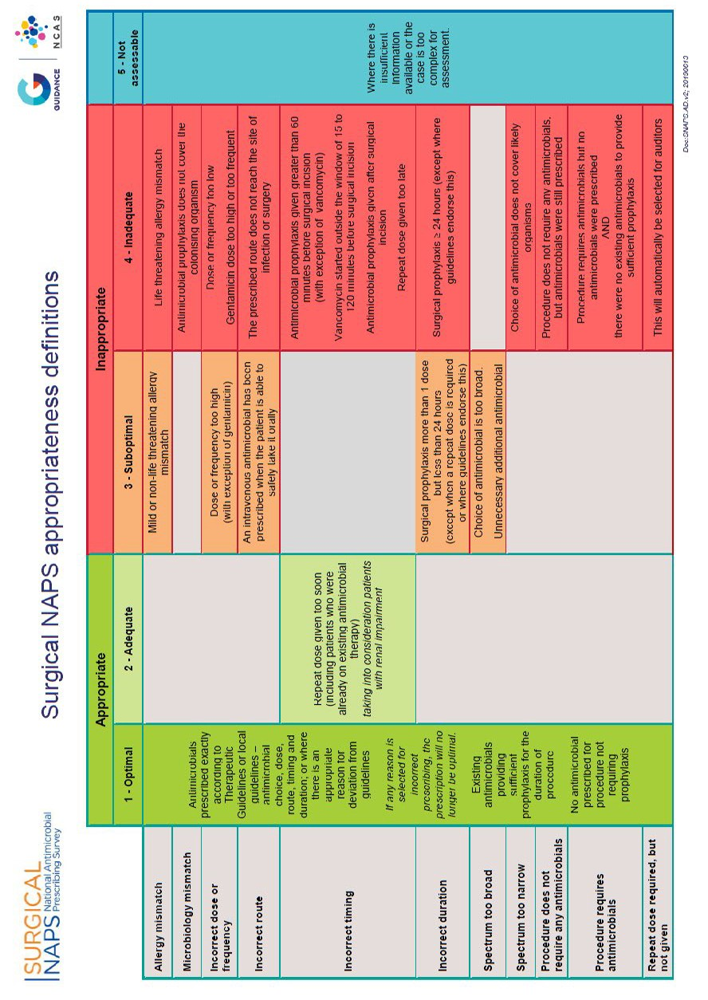 SURGICAL
NAPS National Antimicrobial
Prescribing Survey
Surgical NAPS appropriateness definitions
GUIDANCE
NCAS
Appropriate
Inappropriate
1 - Optimal
2 - Adequate
3 - Suboptimal
4 - Inadequate
5 - Not
assessable
Allergy mismatch
Microbiology mismatch
Incorrect dose or
frequency
Incorrect route
Incorrect timing
Incorrect duration
Spectrum too broad
Spectrum too narrow
Procedure does not
require any antimicrobials
Procedure requires
antimicrobials
Repeat dose required, but
not given
Antimicrobials
prescribed exactly
according to
Therapeutic
Guidelines or local
guidelines –
antimicrobial
choice, dose,
route, timing and
duration; or where
there is an
appropriate
reason for
deviation from
guidelines
If any reason is
selected for
incorrect
prescribing, the
prescription will no
longer be optimal.
Existing
antimicrobials
providing
sufficient
prophylaxis for the
duration of
procedure
No antimicrobial
prescribed for
procedure not
requiring
prophylaxis
Repeat dose given too soon
(including patients who were
already on existing antimicrobial
therapy)
taking into consideration patients
with renal impairment
Mild or non-life threatening allergy
mismatch
Dose or frequency too high
(with exception of gentamicin)
An intravenous antimicrobial has been
prescribed when the patient is able to
safely take it orally
Surgical prophylaxis more than 1 dose
but less than 24 hours
(except when a repeat dose is required
or where guidelines endorse this)
Choice of antimicrobial is too broad.
Unnecessary additional antimicrobial
Life threatening allergy mismatch
Antimicrobial prophylaxis does not cover the
colonising organism
Dose or frequency too low
Gentamicin dose too high or too frequent
The prescribed route does not reach the site of
infection or surgery
Antimicrobial prophylaxis given greater than 60
minutes before surgical incision
(with exception of vancomycin)
Vancomycin started outside the window of 15 to
120 minutes before surgical incision
Antimicrobial prophylaxis given after surgical
incision
Repeat dose given too late
Surgical prophylaxis ≥ 24 hours (except where
guidelines endorse this)
Choice of antimicrobial does not cover likely
organisms
Procedure does not require any antimicrobials.
but antimicrobials were still prescribed
Procedure requires antimicrobials but no
antimicrobials were prescribed
AND
there were no existing antimicrobials to provide
sufficient prophylaxis
This will automatically be selected for auditors
Where there is
insufficient
information
available or the
case is too
complex for
assessment.
Doc:SNAPS.AD.v2; 20190613